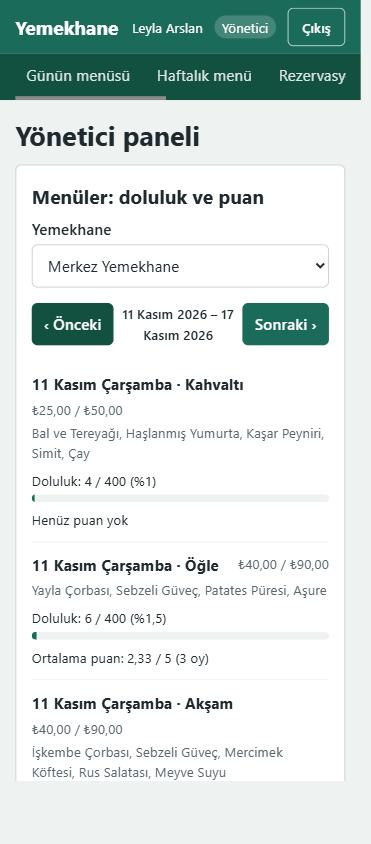 Yemekhane Leyla Arslan Yönetici Çıkış
Günün menüsü Haftalık menü Rezervasy
Yönetici paneli
Menüler: doluluk ve puan
Yemekhane
Merkez Yemekhane
‹ Önceki 11 Kasım 2026 – 17 Kasım 2026 Sonraki ›
11 Kasım Çarşamba · Kahvaltı
₺25,00 / ₺50,00
Bal ve Tereyağı, Haşlanmış Yumurta, Kaşar Peyniri,
Simit, Çay
Doluluk: 4 / 400 (%1)
Henüz puan yok
11 Kasım Çarşamba · Öğle ₺40,00 / ₺90,00
Yayla Çorbası, Sebzeli Güveç, Patates Püresi, Aşure
Doluluk: 6 / 400 (%1,5)
Ortalama puan: 2,33 / 5 (3 oy)
11 Kasım Çarşamba · Akşam
₺40,00 / ₺90,00
İşkembe Çorbası, Sebzeli Güveç, Mercimek
Köftesi, Rus Salatası, Meyve Suyu